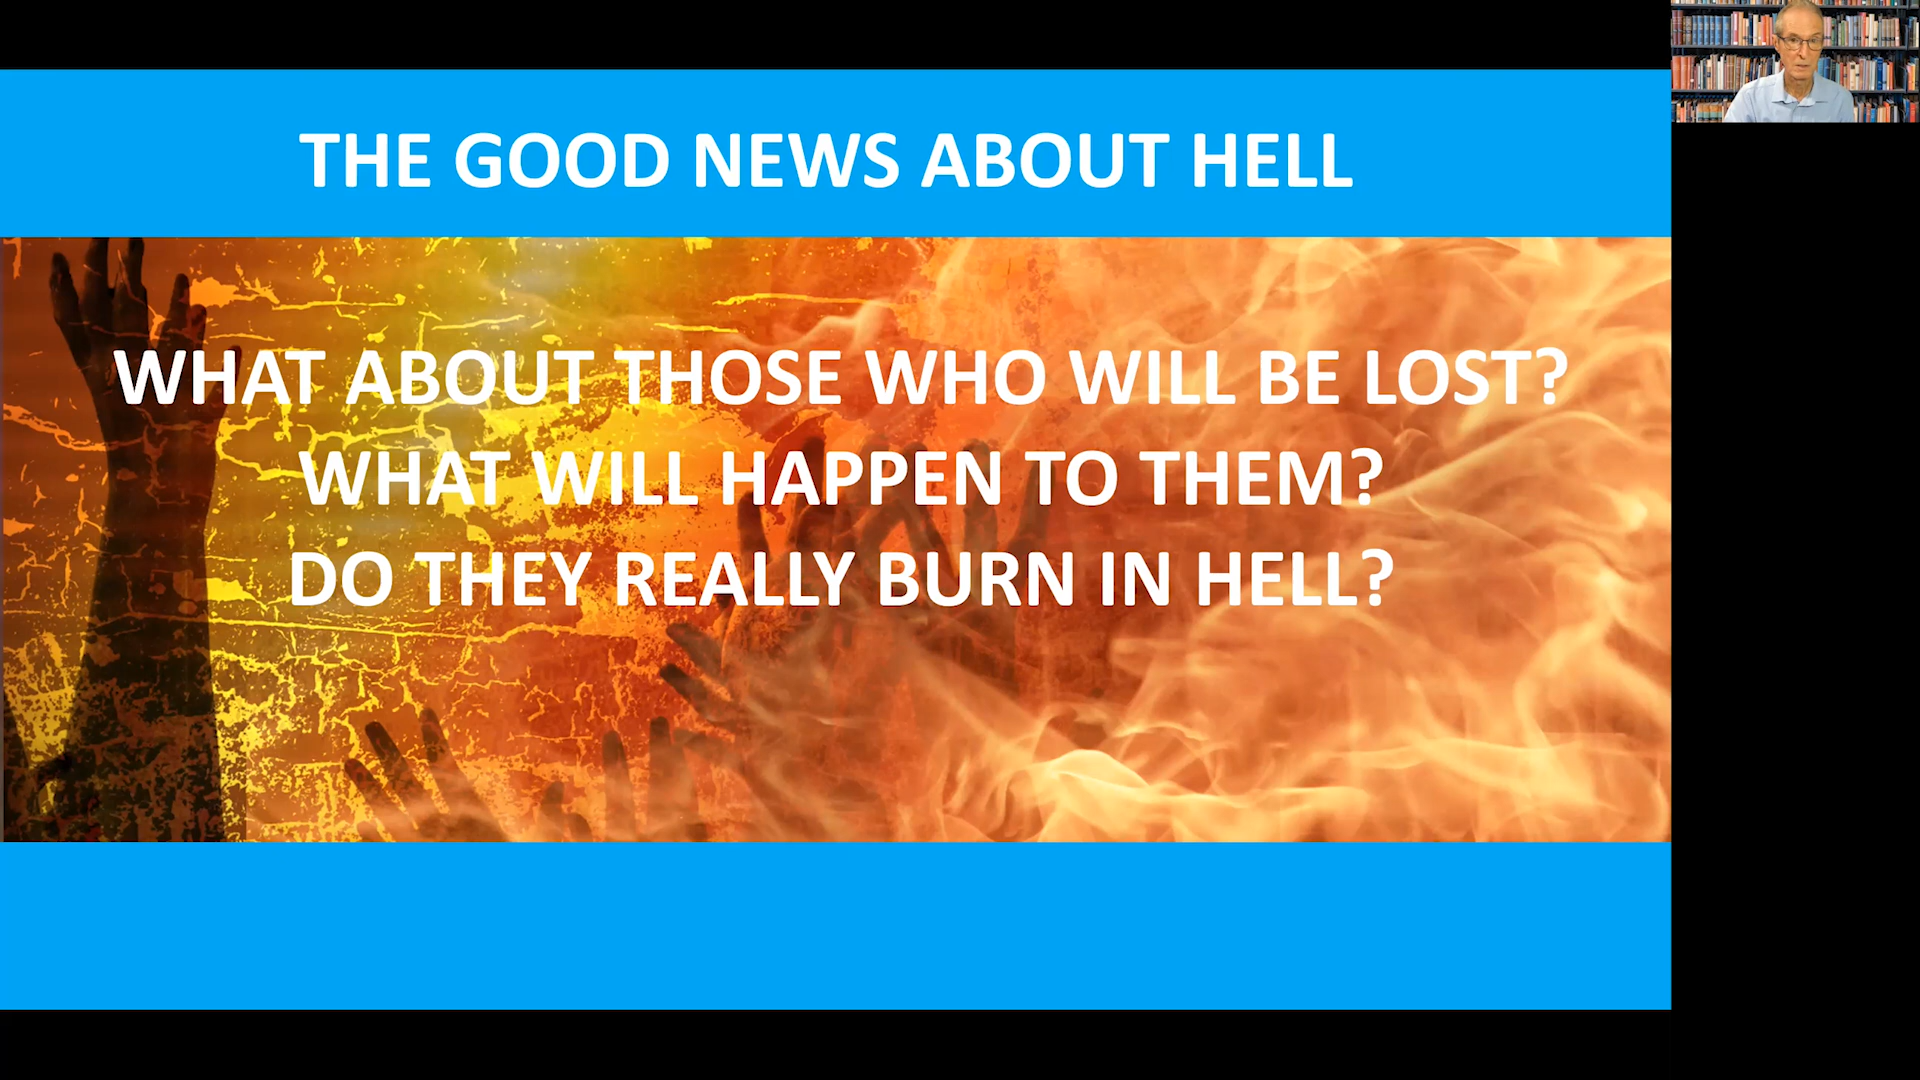 THE GOOD NEWS ABOUT HELL
WHAT ABOUT THOSE WHO WILL BE LOST?
WHAT WILL HAPPEN TO THEM?
DO THEY REALLY BURN IN HELL?